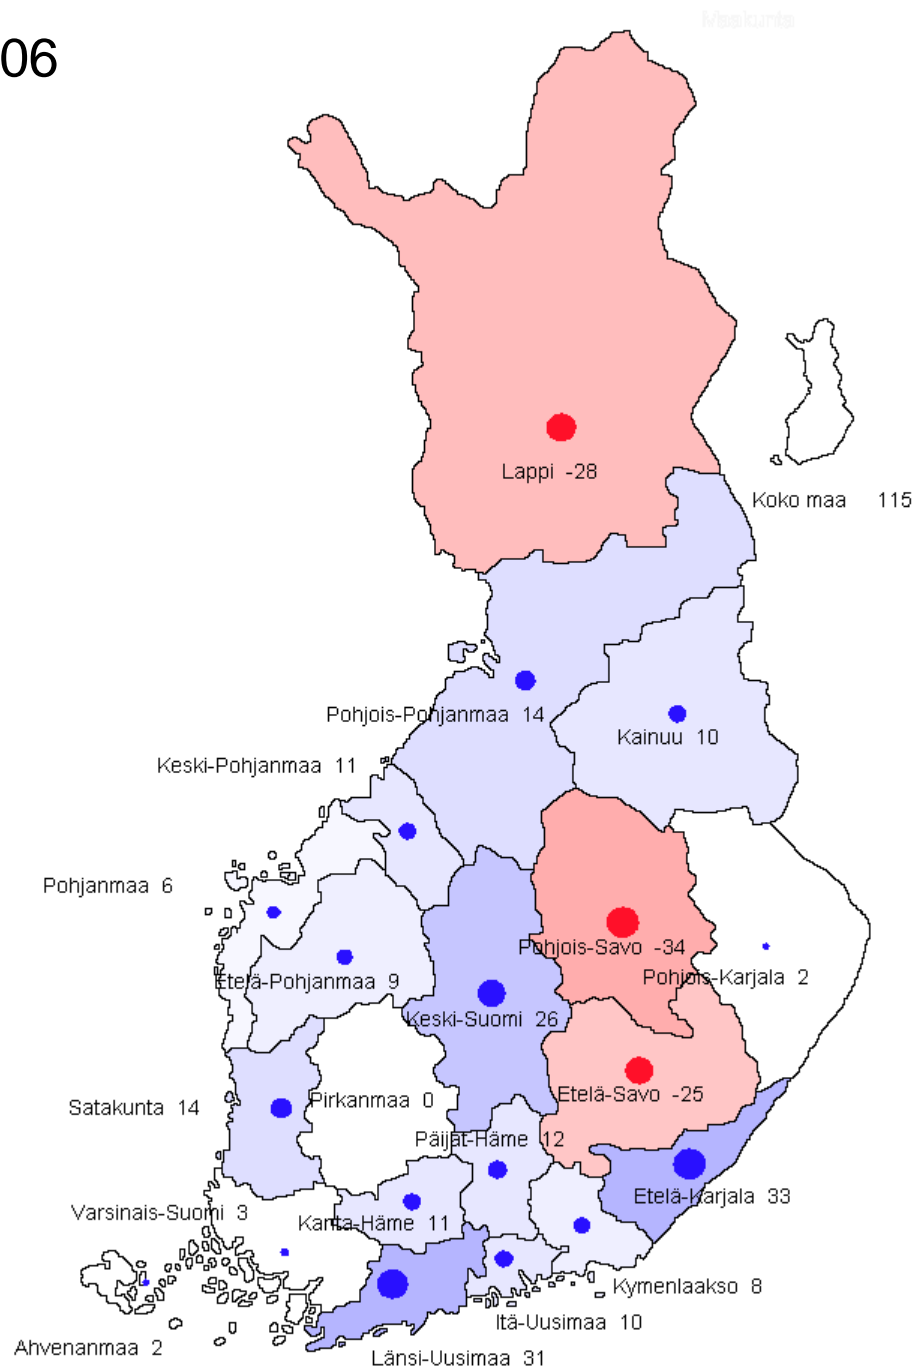 Maakunta
06
Lappi -28
Koko maa 115
Pohjois-Pohjanmaa 14
Kainuu 10
Keski-Pohjanmaa 11
Pohjanmaa 6
Pohjois-Savo -34
Pohjois-Karjala 2
Etelä-Pohjanmaa 9
Keski-Suomi 26
Etelä-Savo -25
Pirkanmaa 0
Satakunta 14
Päijät-Häme 12
Etelä-Karjala 33
Varsinais-Suomi 3
Kanta-Häme 11
Kymenlaakso 8
Itä-Uusimaa 10
Ahvenanmaa 2
Länsi-Uusimaa 31